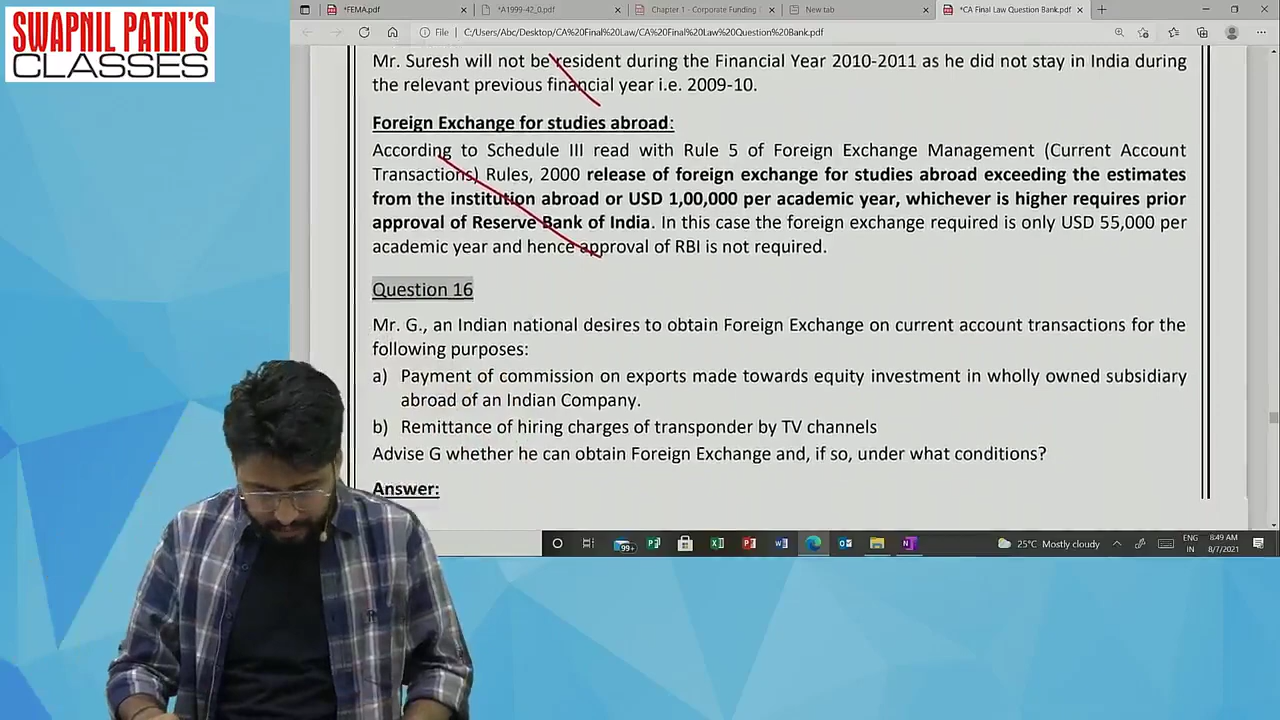 SWAPNIL PATNI'S
CLASSES
*FEMA.pdf
*A1999-42_0.pdf
Chapter 1 - Corporate Funding
New tab
*CA Final Law Question Bank.pdf
File
C:/Users/Abc/Desktop/CA%20Final%20Law/CA%20Final%20Law%20Question%20Bank.pdf
Mr. Suresh will not be resident during the Financial Year 2010-2011 as he did not stay in India during
the relevant previous financial year i.e. 2009-10.
Foreign Exchange for studies abroad:
According to Schedule III read with Rule 5 of Foreign Exchange Management (Current Account
Transactions) Rules, 2000 release of foreign exchange for studies abroad exceeding the estimates
from the institution abroad or USD 1,00,000 per academic year, whichever is higher requires prior
approval of Reserve Bank of India. In this case the foreign exchange required is only USD 55,000 per
academic year and hence approval of RBI is not required.
Question 16
Mr. G., an Indian national desires to obtain Foreign Exchange on current account transactions for the
following purposes:
a) Payment of commission on exports made towards equity investment in wholly owned subsidiary
abroad of an Indian Company.
b) Remittance of hiring charges of transponder by TV channels
Advise G whether he can obtain Foreign Exchange and, if so, under what conditions?
Answer:
99+
25°C Mostly cloudy
ENG
IN
8:49 AM
8/7/2021